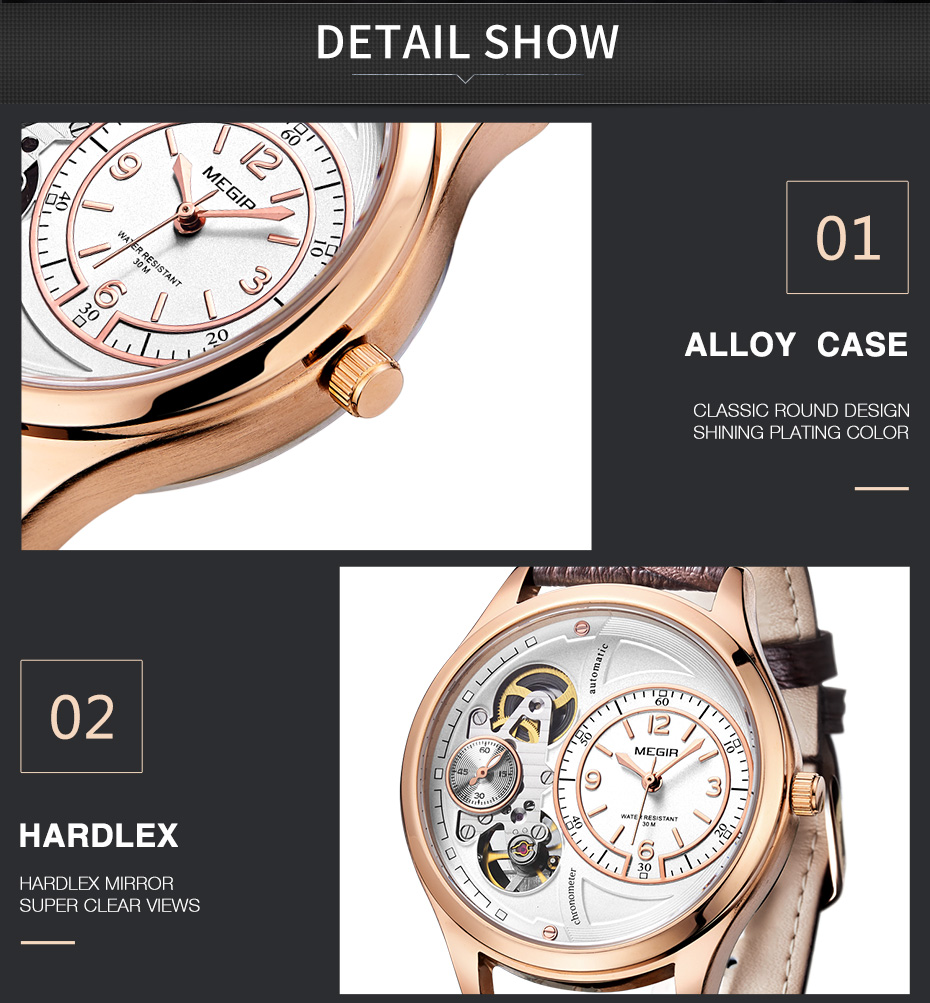 DETAIL SHOW
60
12
9
MEGIR
40
10
WATER RESISTANT
30 M
3
6
30
20
01
ALLOY CASE
CLASSIC ROUND DESIGN
SHINING PLATING COLOR
02
HARDLEX
HARDLEX MIRROR
SUPER CLEAR VIEWS
automatic
60
12
50
10
MEGIR
60
45
15
30
9
3
WATER RESISTANT
30 M
40
20
6
30
chronometer